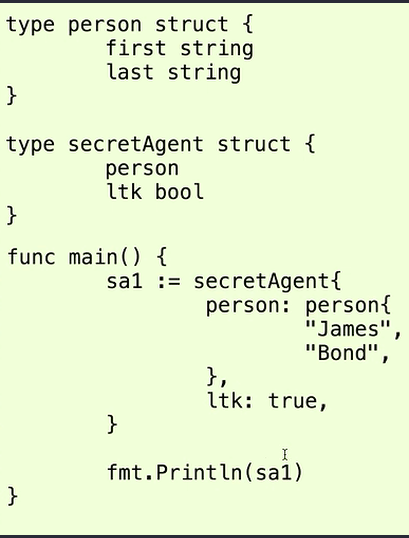 type person struct {
        first string
        last string
}

type secretAgent struct {
        person
        ltk bool
}

func main() {
        sa1 := secretAgent{
                person: person{
                        "James",
                        "Bond",
                },
                ltk: true,
        }

        fmt.Println(sa1)
}